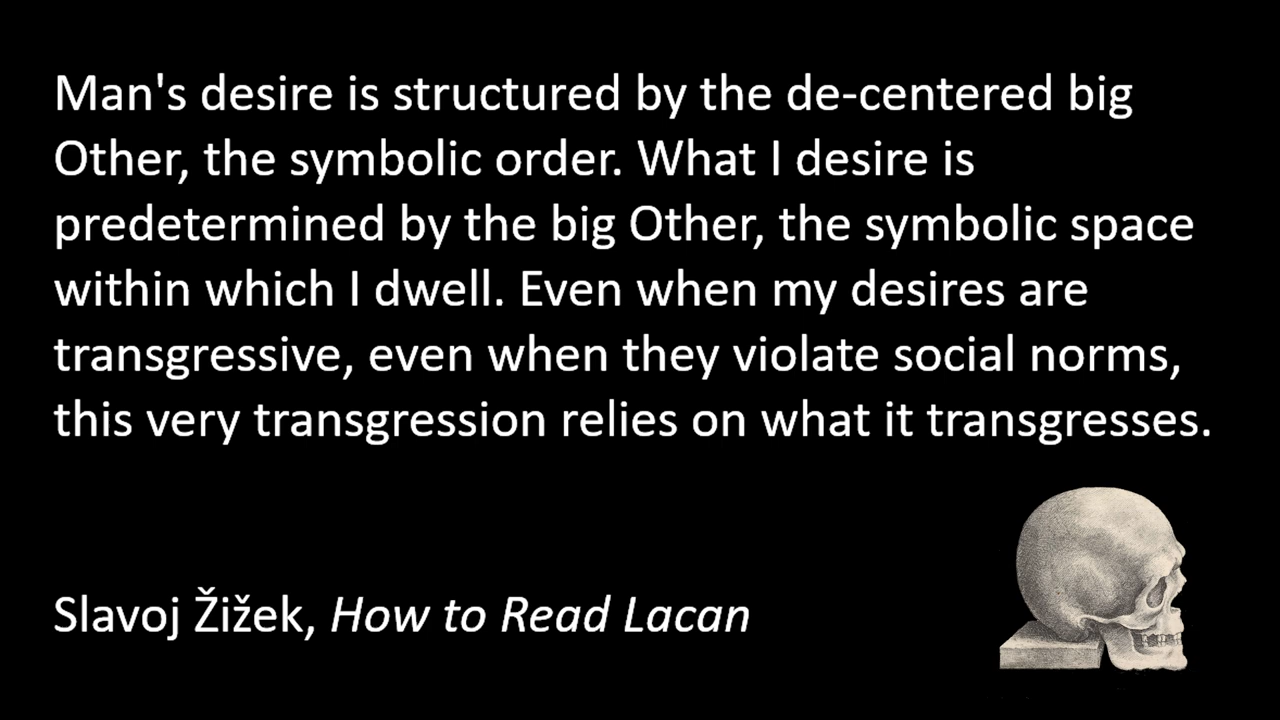 Man's desire is structured by the de-centered big
Other, the symbolic order. What I desire is
predetermined by the big Other, the symbolic space
within which I dwell. Even when my desires are
transgressive, even when they violate social norms,
this very transgression relies on what it transgresses.
Slavoj Žižek, How to Read Lacan